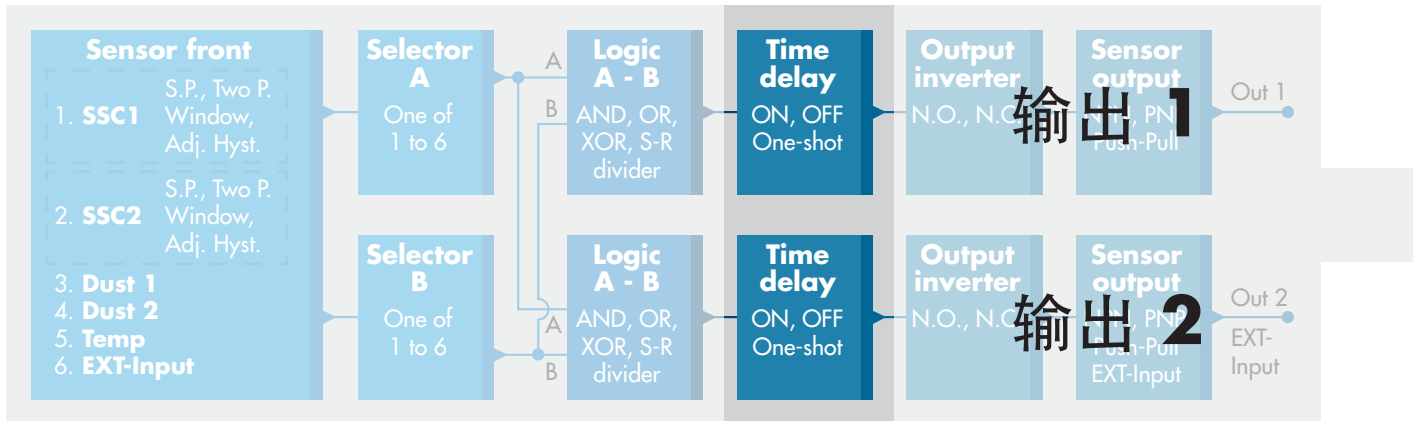 Sensor front
1. SSC1
S.P., Two P.
Window,
Adj. Hyst.
2. SSC2
S.P., Two P.
Window,
Adj. Hyst.
3. Dust 1
4. Dust 2
5. Temp
6. EXT-Input
Selector
A
One of
1 to 6
Selector
B
One of
1 to 6
A
B
A
B
Logic
A - B
AND, OR,
XOR, S-R
divider
Logic
A - B
AND, OR,
XOR, S-R
divider
Time
delay
ON, OFF
One-shot
Time
delay
ON, OFF
One-shot
Output
inverter
N.O., N.C.
Output
inverter
N.O., N.C.
Sensor
output
NPN, PNP
Push-Pull
Sensor
output
NPN, PNP
Push-Pull
EXT-Input
输出 1
输出 2
Out 1
Out 2
EXT-
Input